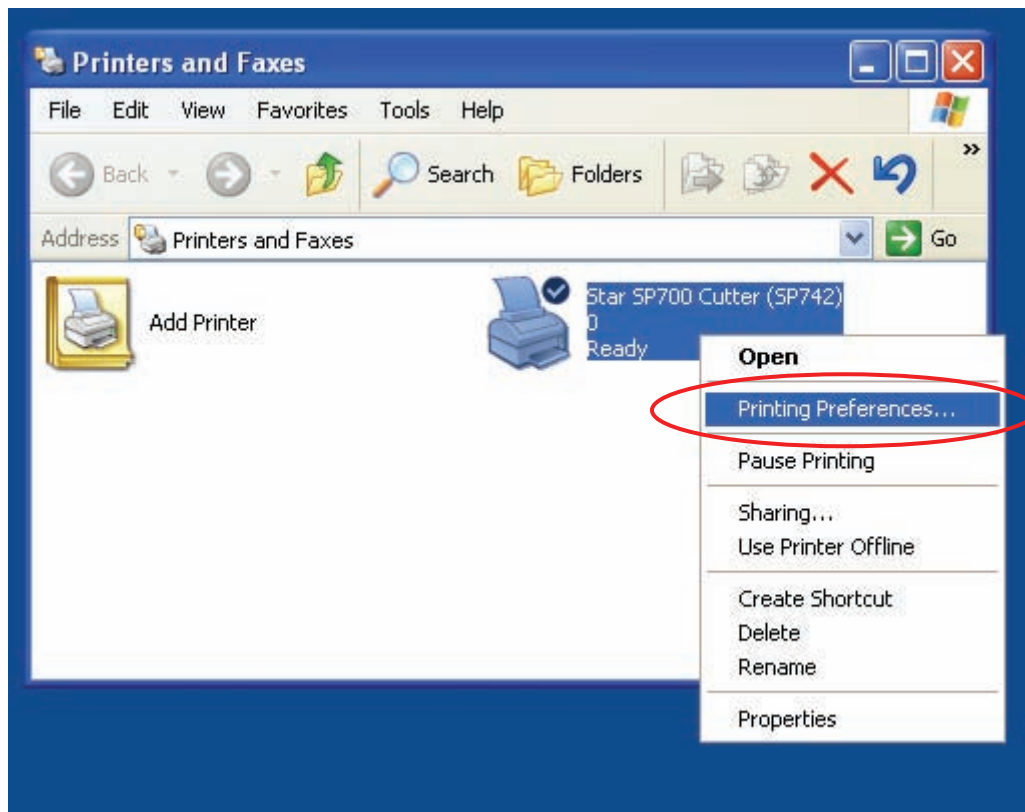 Printers and Faxes
File Edit View Favorites Tools Help
Back Search Folders »
Address Printers and Faxes Go
Add Printer
Star SP700 Cutter (SP742)
0
Ready
Open
Printing Preferences...
Pause Printing
Sharing...
Use Printer Offline
Create Shortcut
Delete
Rename
Properties